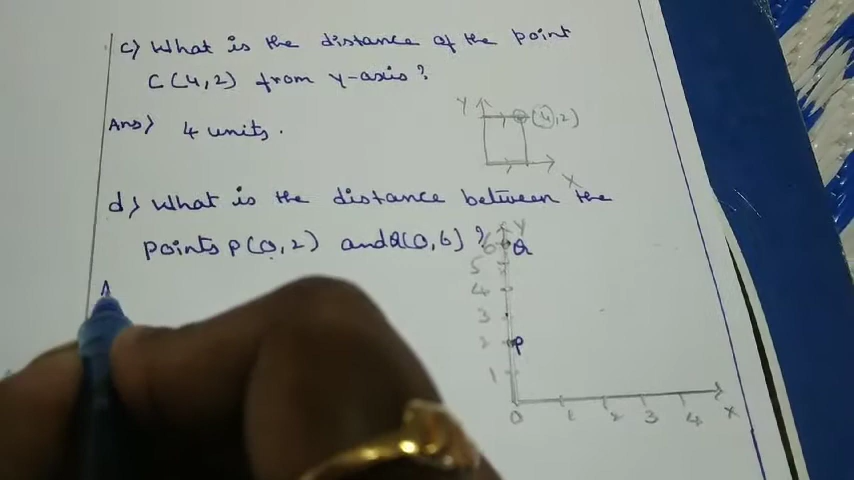 c) What is the distance of the point
C(4,2) from y-axis?
Ans) 4 units.
Y (4,2)
X
d) What is the distance between the
points P(0,2) and Q(0,6)?
Y
6 Q
5
4
3
2 P
1
0 1 2 3 4 X
A